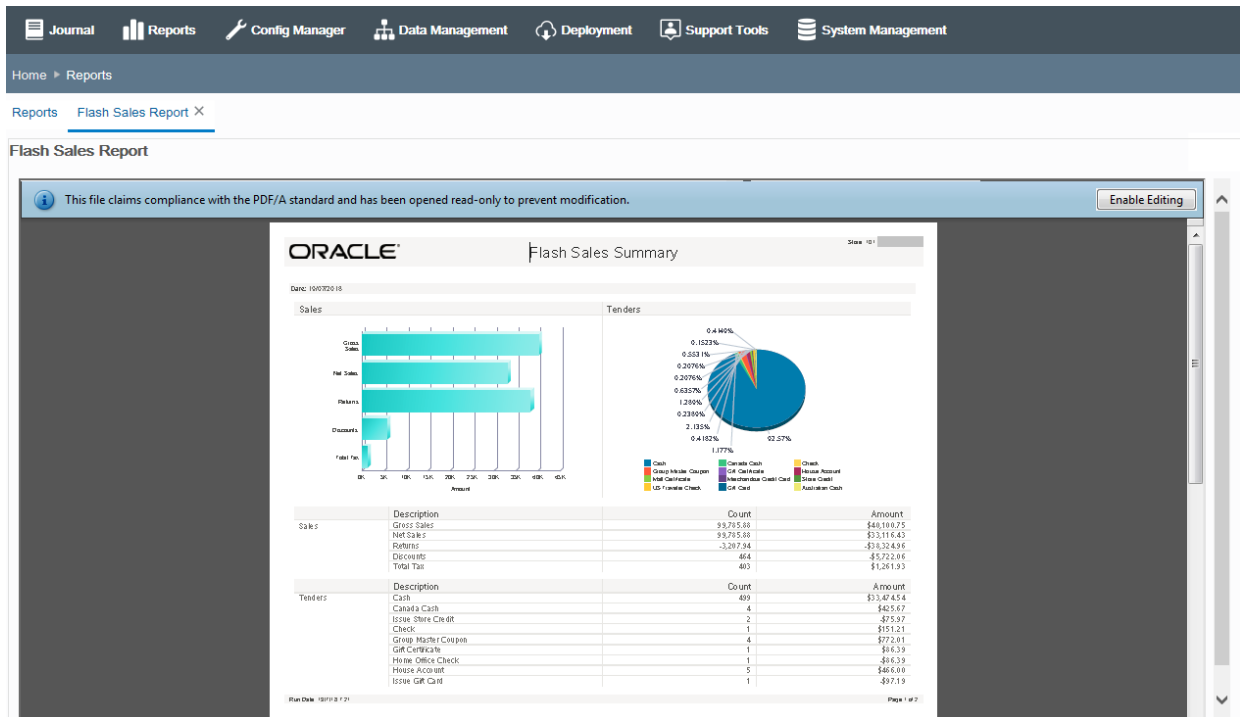 Journal Reports Config Manager Data Management Deployment Support Tools System Management
Home Reports
Reports Flash Sales Report ×
Flash Sales Report
This file claims compliance with the PDF/A standard and has been opened read-only to prevent modification. Enable Editing
ORACLE Flash Sales Summary
Store
Date:
Sales Tenders
Gross Sales
Net Sales
Returns
Discounts
Total Tax
0K 5K 10K 15K 20K 25K 30K 35K 40K 45K
Amount
0.4140%
0.1523%
0.5531%
0.2076%
0.2076%
0.6357%
1.280%
0.2380%
2.135%
0.4182%
1.177%
92.57%
Cash Canada Cash Check
Group Master Coupon Gift Certificate House Account
Mall Certificate Merchandise Credit Card Store Credit
US Traveler Check Gift Card Australian Cash
Description Count Amount
Sales Gross Sales 99,785.88 $40,100.75
Net Sales 99,785.88 $33,116.43
Returns -3,207.94 -$38,324.96
Discounts 464 -$5,722.06
Total Tax 403 $1,261.93
Description Count Amount
Tenders Cash 499 $33,474.54
Canada Cash 4 $425.67
Issue Store Credit 2 -$75.97
Check 1 $151.21
Group Master Coupon 4 $772.01
Gift Certificate 1 $86.39
Home Office Check 1 -$86.39
House Account 5 $466.00
Issue Gift Card 1 -$97.19
Run Date
Page 1 of 2